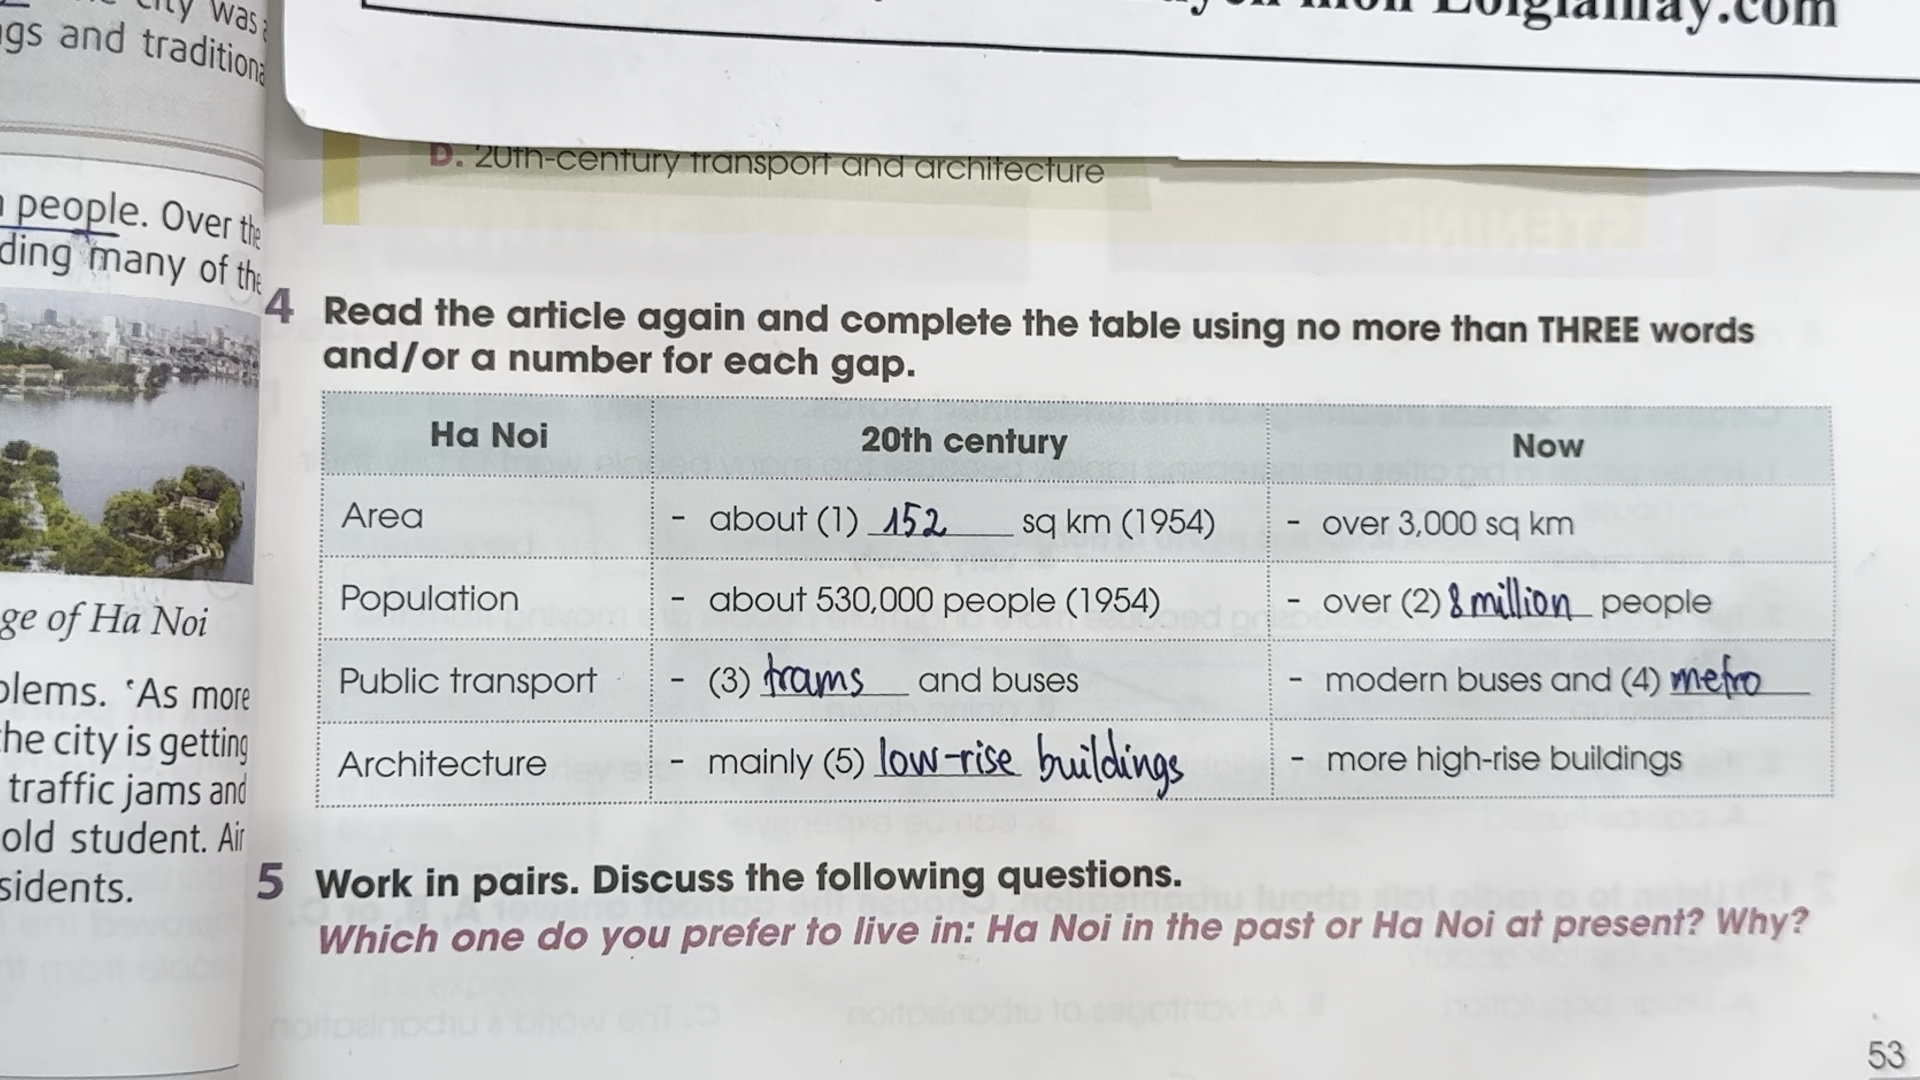 city was
gs and tradition
people. Over the
ding many of the
ge of Ha Noi
olems. ‘As more
he city is getting
traffic jams and
old student. Air
sidents.
Loigiaihay.com
D. 20th-century transport and architecture
4 Read the article again and complete the table using no more than THREE words
and/or a number for each gap.
Ha Noi 20th century Now
Area - about (1) 152 sq km (1954) - over 3,000 sq km
Population - about 530,000 people (1954) - over (2) 8 million people
Public transport - (3) trams and buses - modern buses and (4) metro
Architecture - mainly (5) low-rise buildings - more high-rise buildings
5 Work in pairs. Discuss the following questions.
Which one do you prefer to live in: Ha Noi in the past or Ha Noi at present? Why?
53